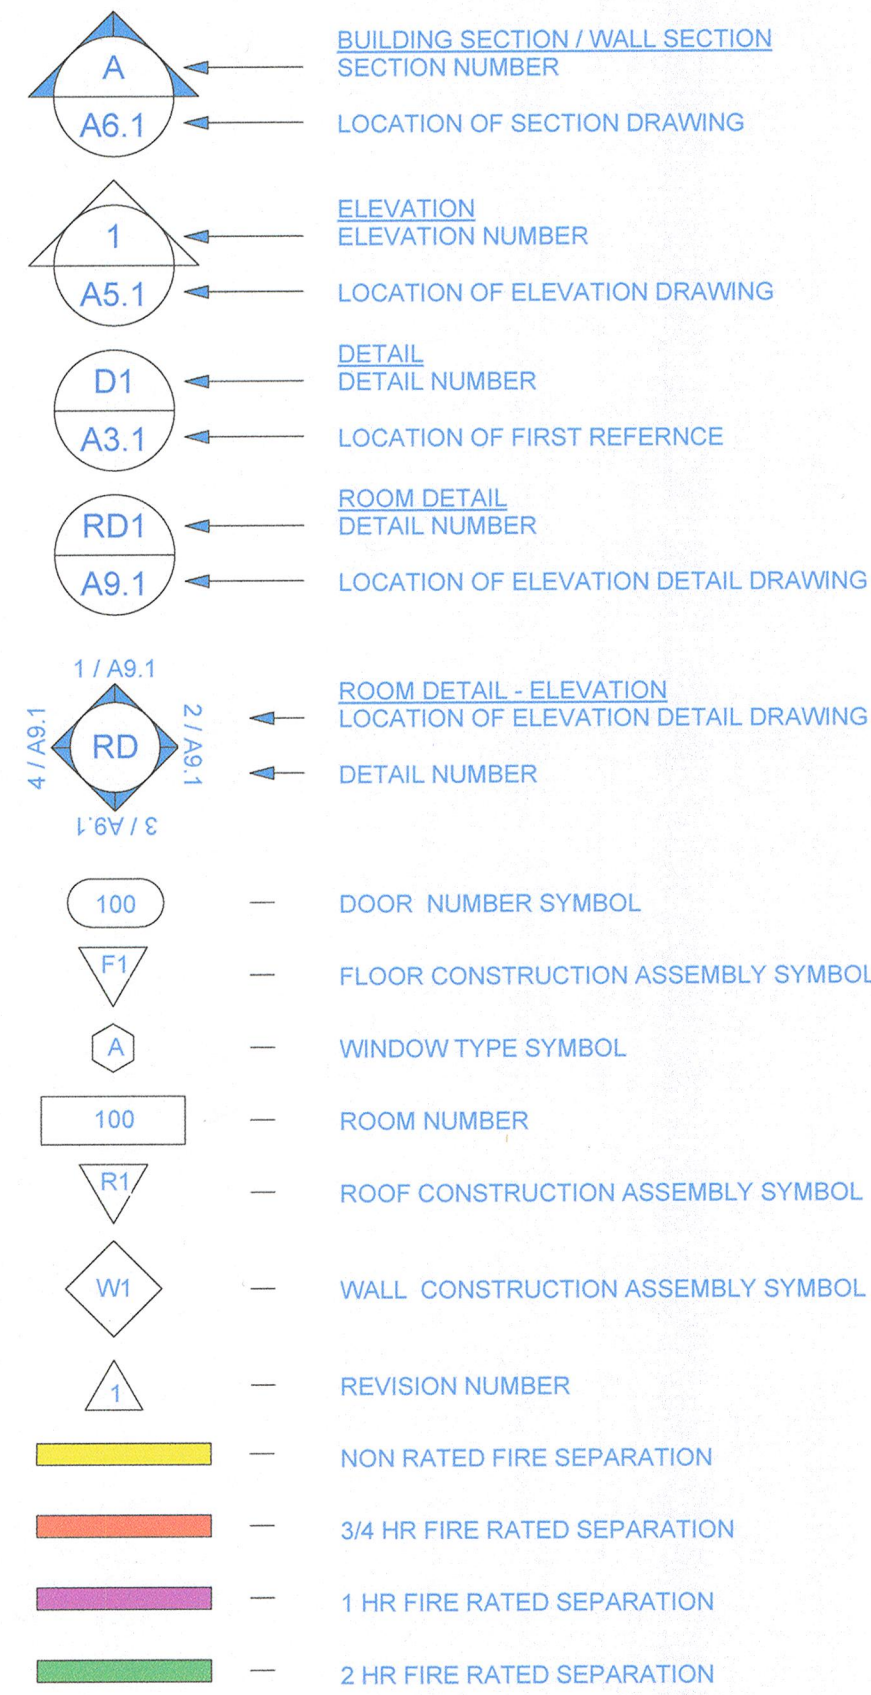 A
BUILDING SECTION / WALL SECTION
SECTION NUMBER
A6.1
LOCATION OF SECTION DRAWING
1
ELEVATION
ELEVATION NUMBER
A5.1
LOCATION OF ELEVATION DRAWING
D1
DETAIL
DETAIL NUMBER
A3.1
LOCATION OF FIRST REFERNCE
RD1
ROOM DETAIL
DETAIL NUMBER
A9.1
LOCATION OF ELEVATION DETAIL DRAWING
1 / A9.1
2 / A9.1
3 / A9.1
4 / A9.1
RD
ROOM DETAIL - ELEVATION
LOCATION OF ELEVATION DETAIL DRAWING
DETAIL NUMBER
100
DOOR NUMBER SYMBOL
F1
FLOOR CONSTRUCTION ASSEMBLY SYMBOL
A
WINDOW TYPE SYMBOL
100
ROOM NUMBER
R1
ROOF CONSTRUCTION ASSEMBLY SYMBOL
W1
WALL CONSTRUCTION ASSEMBLY SYMBOL
1
REVISION NUMBER
NON RATED FIRE SEPARATION
3/4 HR FIRE RATED SEPARATION
1 HR FIRE RATED SEPARATION
2 HR FIRE RATED SEPARATION